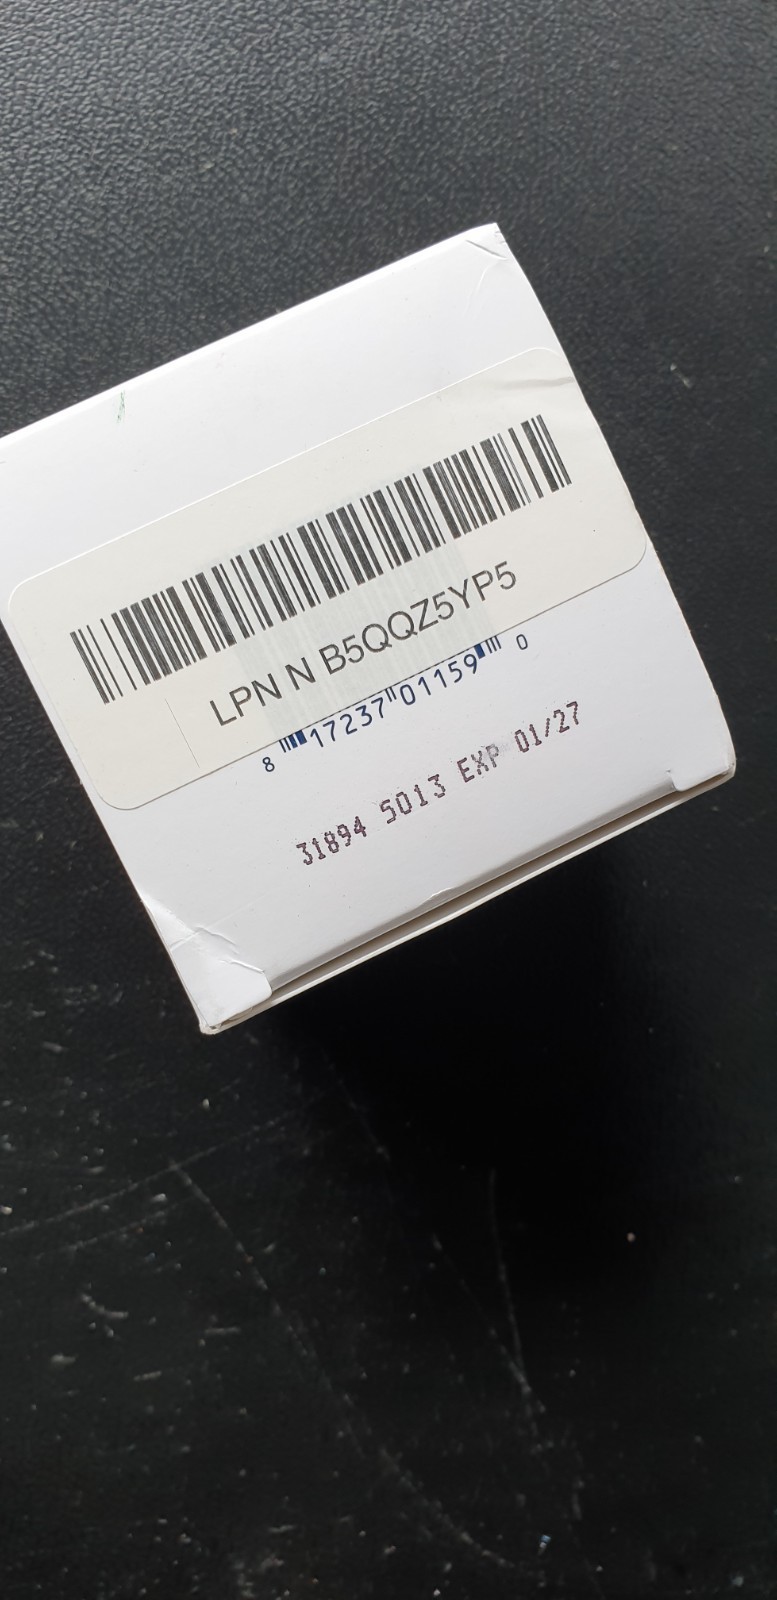 LPN N B5QQZ5YP5
8 17237 01159 0
31894 5013 EXP 01/27